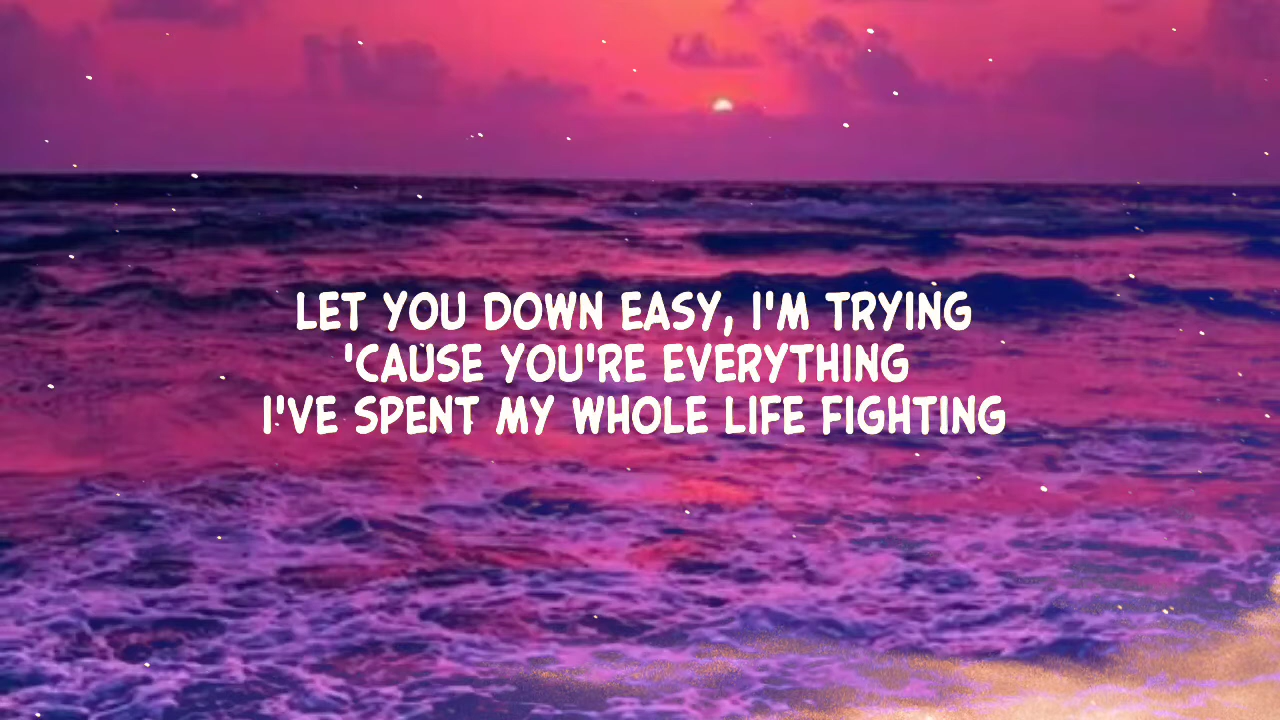 LET YOU DOWN EASY, I'M TRYING
'CAUSE YOU'RE EVERYTHING
I'VE SPENT MY WHOLE LIFE FIGHTING